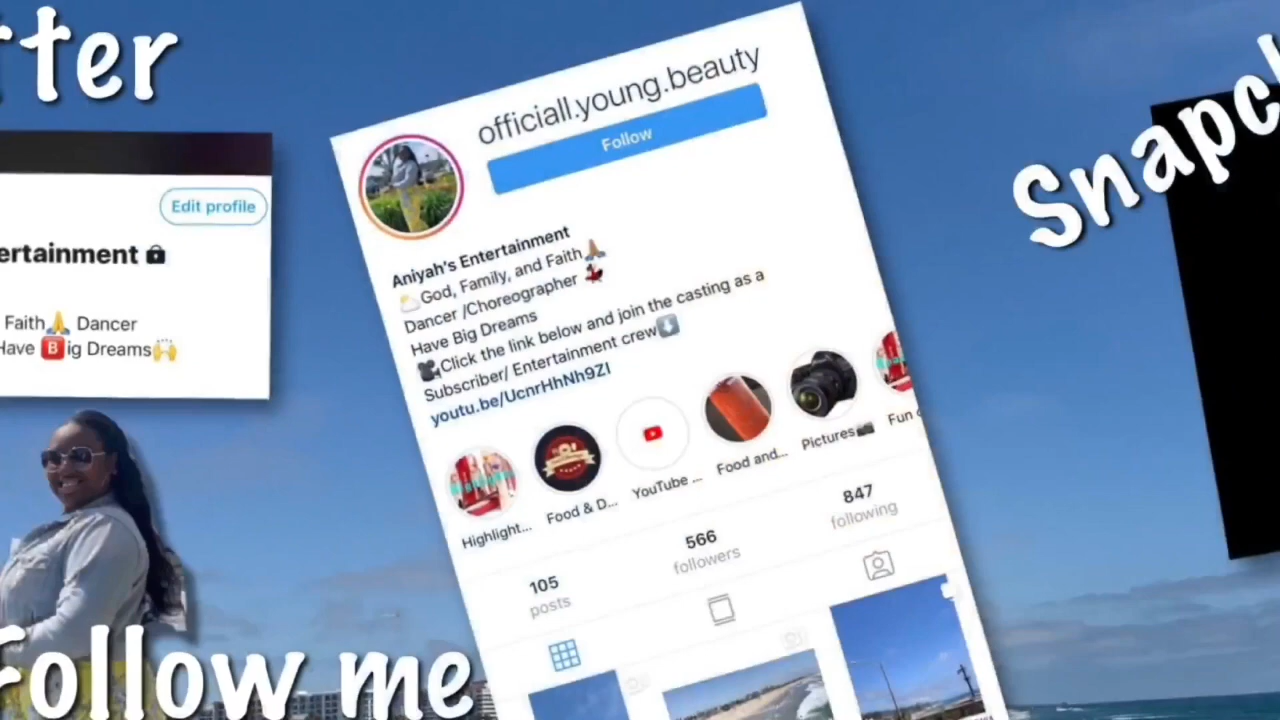 tter
Edit profile
ertainment
Faith🙏 Dancer
Have 🅱ig Dreams🙌
officiall.young.beauty
Follow
Aniyah's Entertainment
⛅God, Family, and Faith🙏
Dancer /Choreographer 💃
Have Big Dreams
🎥Click the link below and join the casting as a
Subscriber/ Entertainment crew⬇️
youtu.be/UcnrHhNh9ZI
Highlight...
Food & D...
YouTube ...
Food and...
Pictures📷
Fun
105
posts
566
followers
847
following
Snapc
Follow me